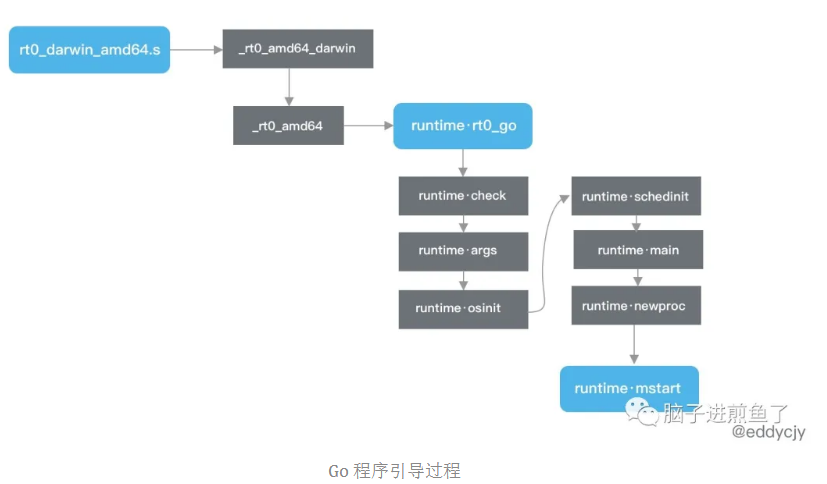 rt0_darwin_amd64.s
_rt0_amd64_darwin
_rt0_amd64
runtime·rt0_go
runtime·check
runtime·args
runtime·osinit
runtime·schedinit
runtime·main
runtime·newproc
runtime·mstart
脑子进煎鱼了
@eddycjy
Go 程序引导过程